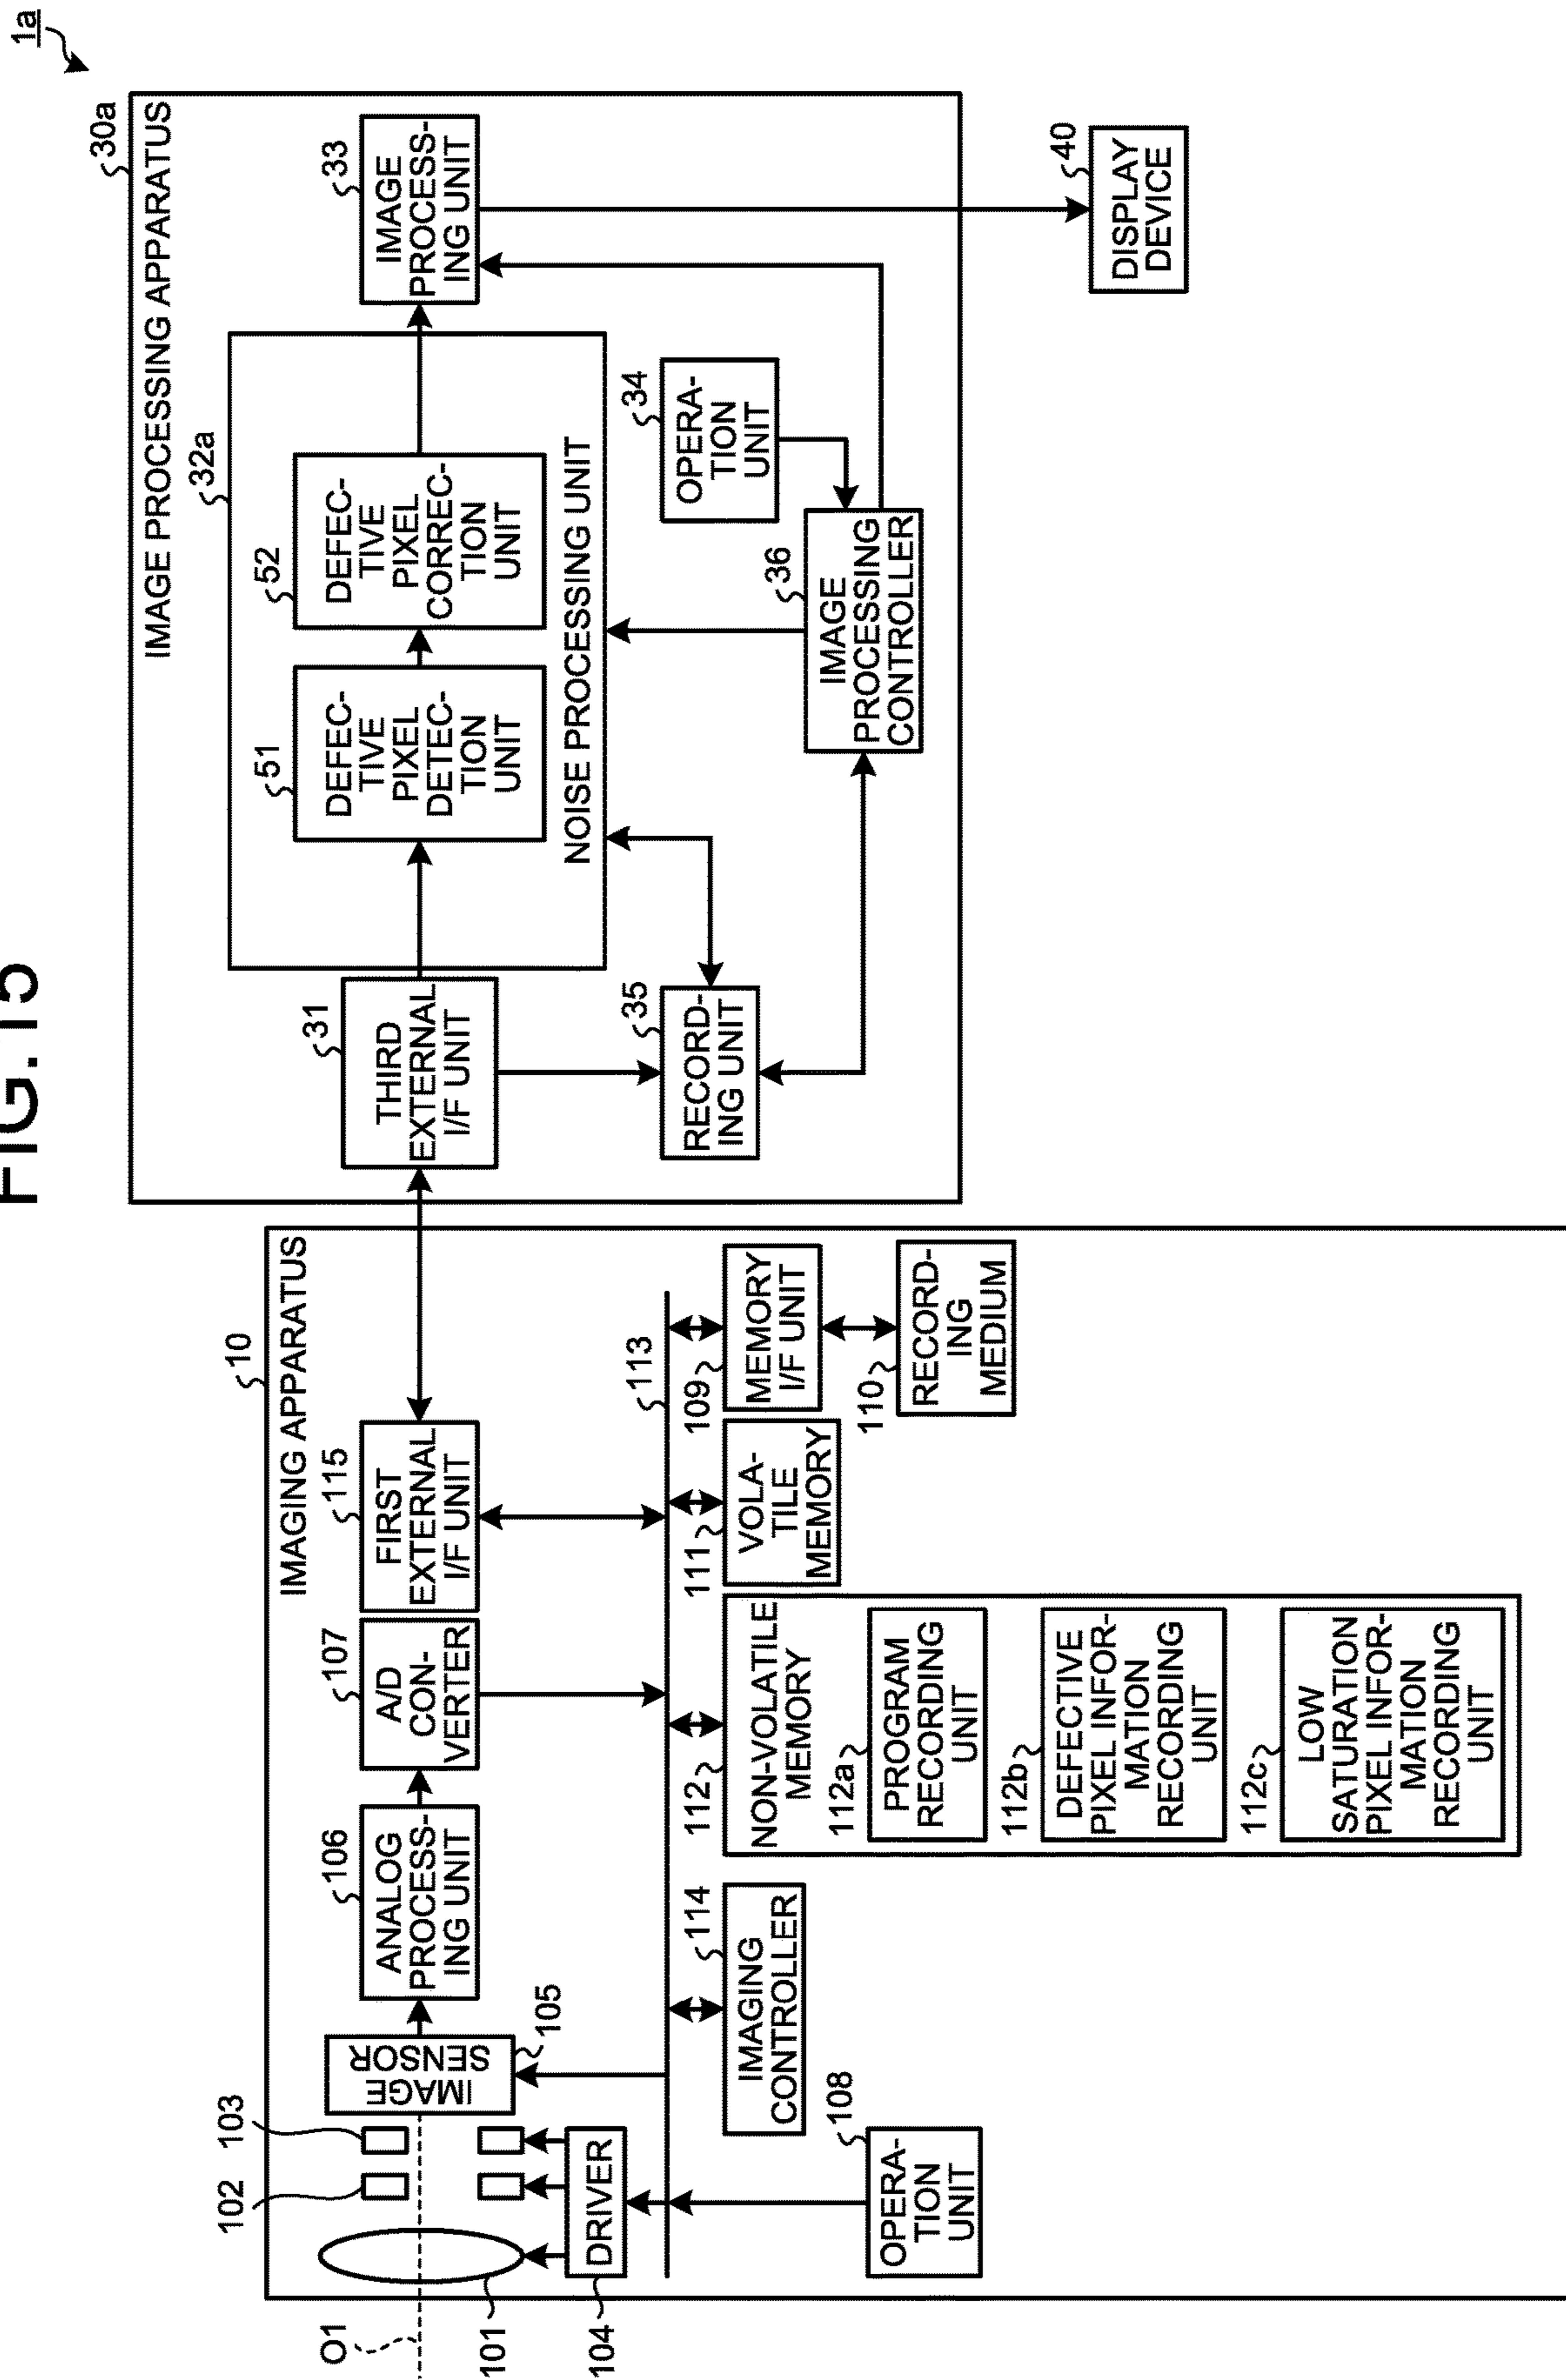 FIG.15
1a
30a
IMAGE PROCESSING APPARATUS
32a
31
THIRD
EXTERNAL
I/F UNIT
51
DEFEC-
TIVE
PIXEL
DETEC-
TION
UNIT
52
DEFEC-
TIVE
PIXEL
CORREC-
TION
UNIT
NOISE PROCESSING UNIT
33
IMAGE
PROCESS-
ING UNIT
35
RECORD-
ING UNIT
36
IMAGE
PROCESSING
CONTROLLER
34
OPERA-
TION
UNIT
40
DISPLAY
DEVICE
10
IMAGING APPARATUS
O1
101
102
103
104
DRIVER
105
IMAGE
SENSOR
106
ANALOG
PROCESS-
ING UNIT
107
A/D
CON-
VERTER
115
FIRST
EXTERNAL
I/F UNIT
113
108
OPERA-
TION
UNIT
114
IMAGING
CONTROLLER
112
NON-VOLATILE
MEMORY
112a
PROGRAM
RECORDING
UNIT
112b
DEFECTIVE
PIXEL INFOR-
MATION
RECORDING
UNIT
112c
LOW
SATURATION
PIXEL INFOR-
MATION
RECORDING
UNIT
111
VOLA-
TILE
MEMORY
109
MEMORY
I/F UNIT
110
RECORD-
ING
MEDIUM